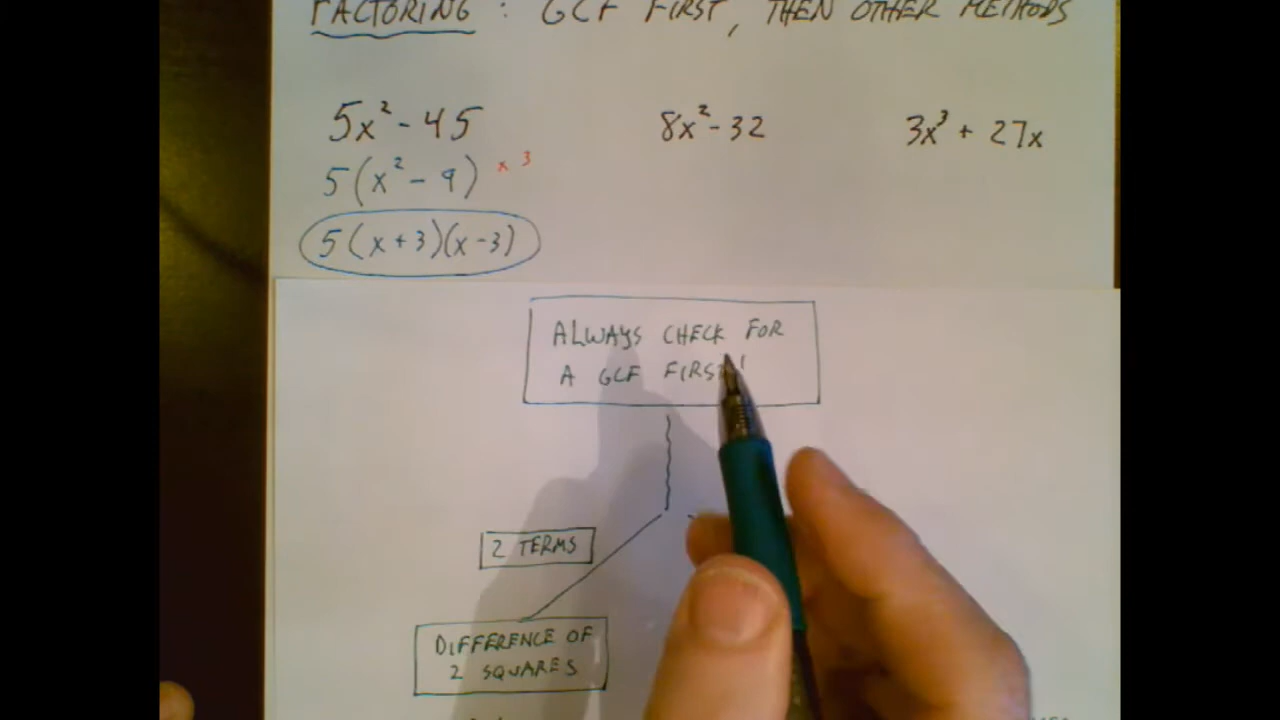 FACTORING : GCF FIRST, THEN OTHER METHODS
5x² - 45
5(x² - 9) x 3
5(x+3)(x-3)
8x² - 32
3x³ + 27x
ALWAYS CHECK FOR
A GCF FIRST!
2 TERMS
DIFFERENCE OF
2 SQUARES